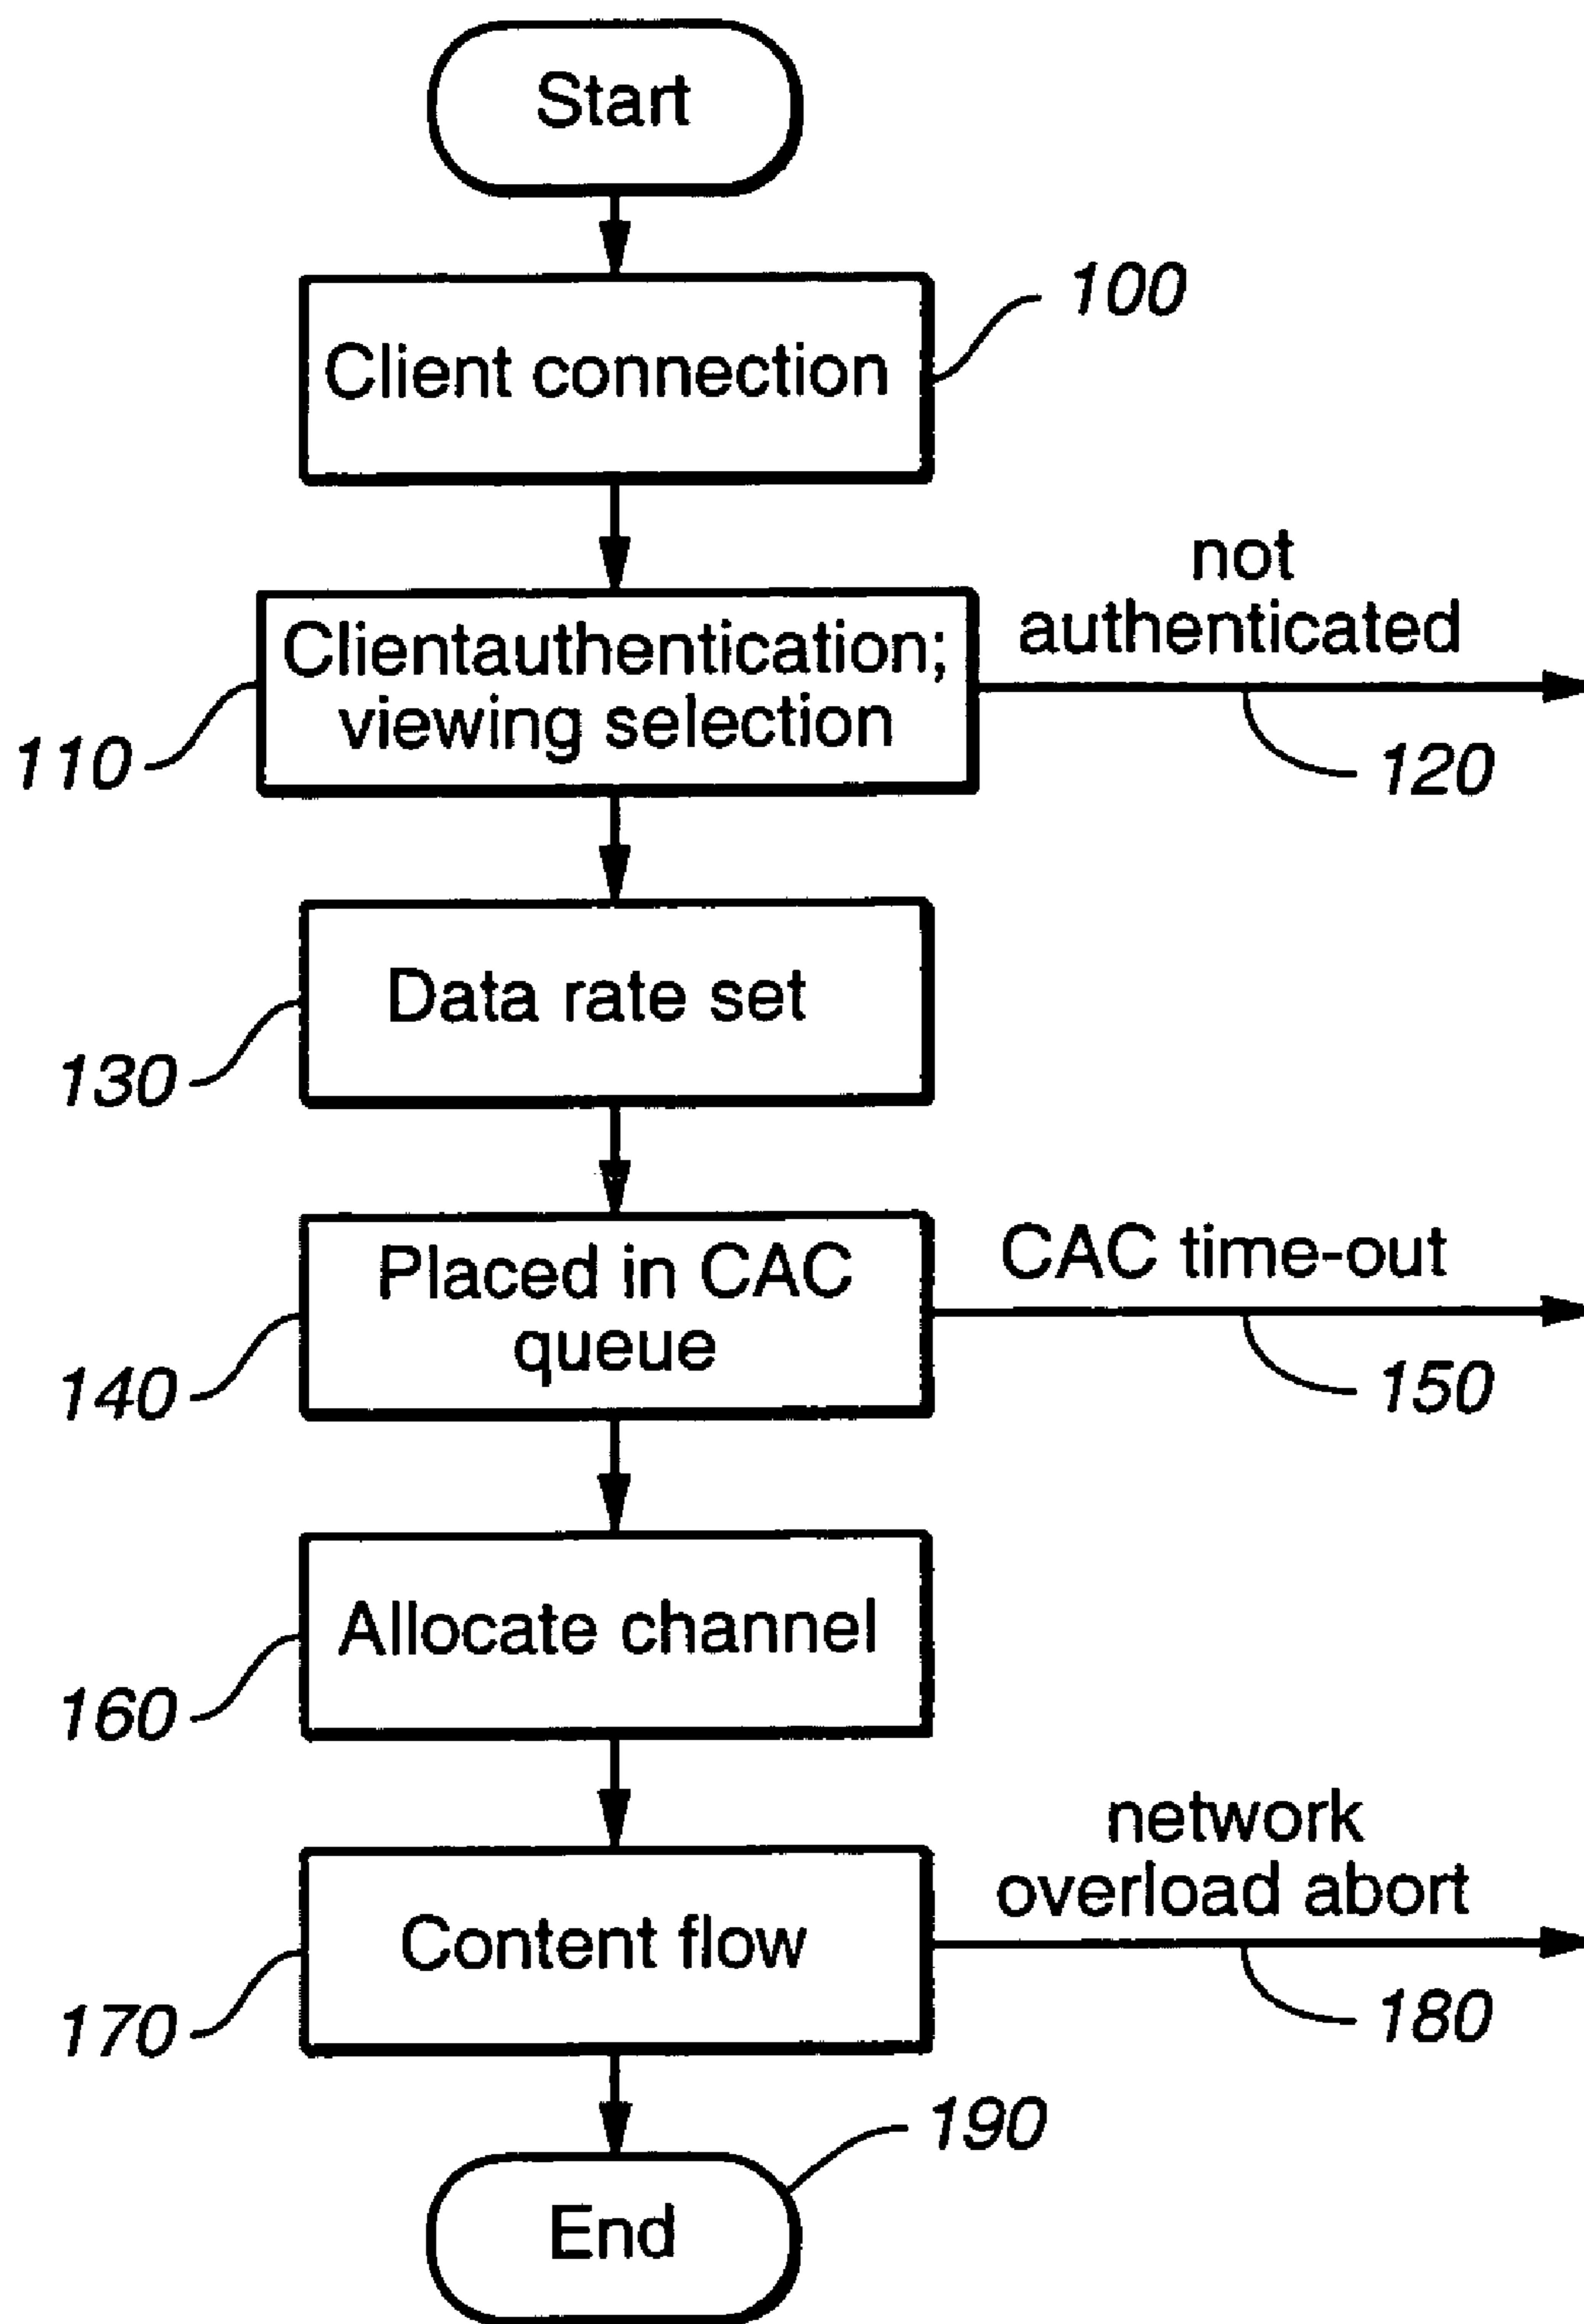 Start
Client connection
100
not
authenticated
Clientauthentication;
viewing selection
110
120
Data rate set
130
Placed in CAC
queue
CAC time-out
140
150
Allocate channel
160
network
overload abort
Content flow
170
180
190
End